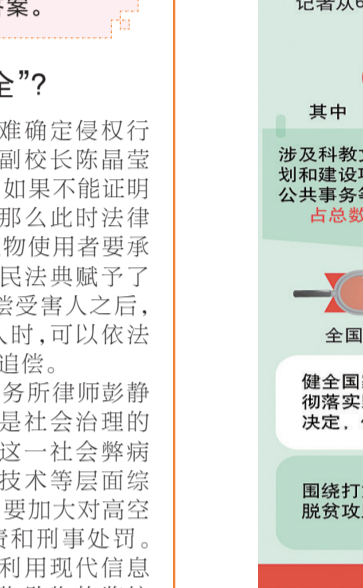 答案。
全”?
难确定侵权行
副校长陈晶莹
如果不能证明
那么此时法律
物使用者要承
民法典赋予了
偿受害人之后,
人时,可以依法
追偿。
务所律师彭静
是社会治理的
这一社会弊病
技术等层面综
要加大对高空
责和刑事处罚。
利用现代信息
记者从6
其中
涉及科教文
划和建设项
公共事务等
占总数
全国
健全国
彻落实
决定,
围绕打
脱贫攻